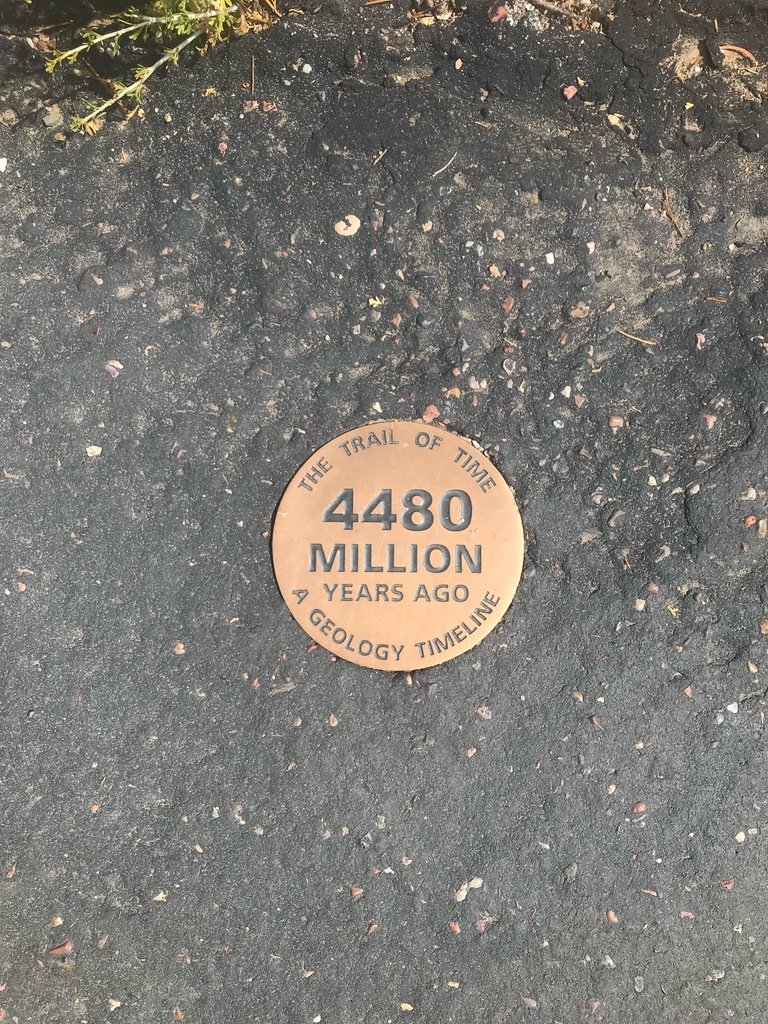 THE TRAIL OF TIME
4480
MILLION
YEARS AGO
A GEOLOGY TIMELINE